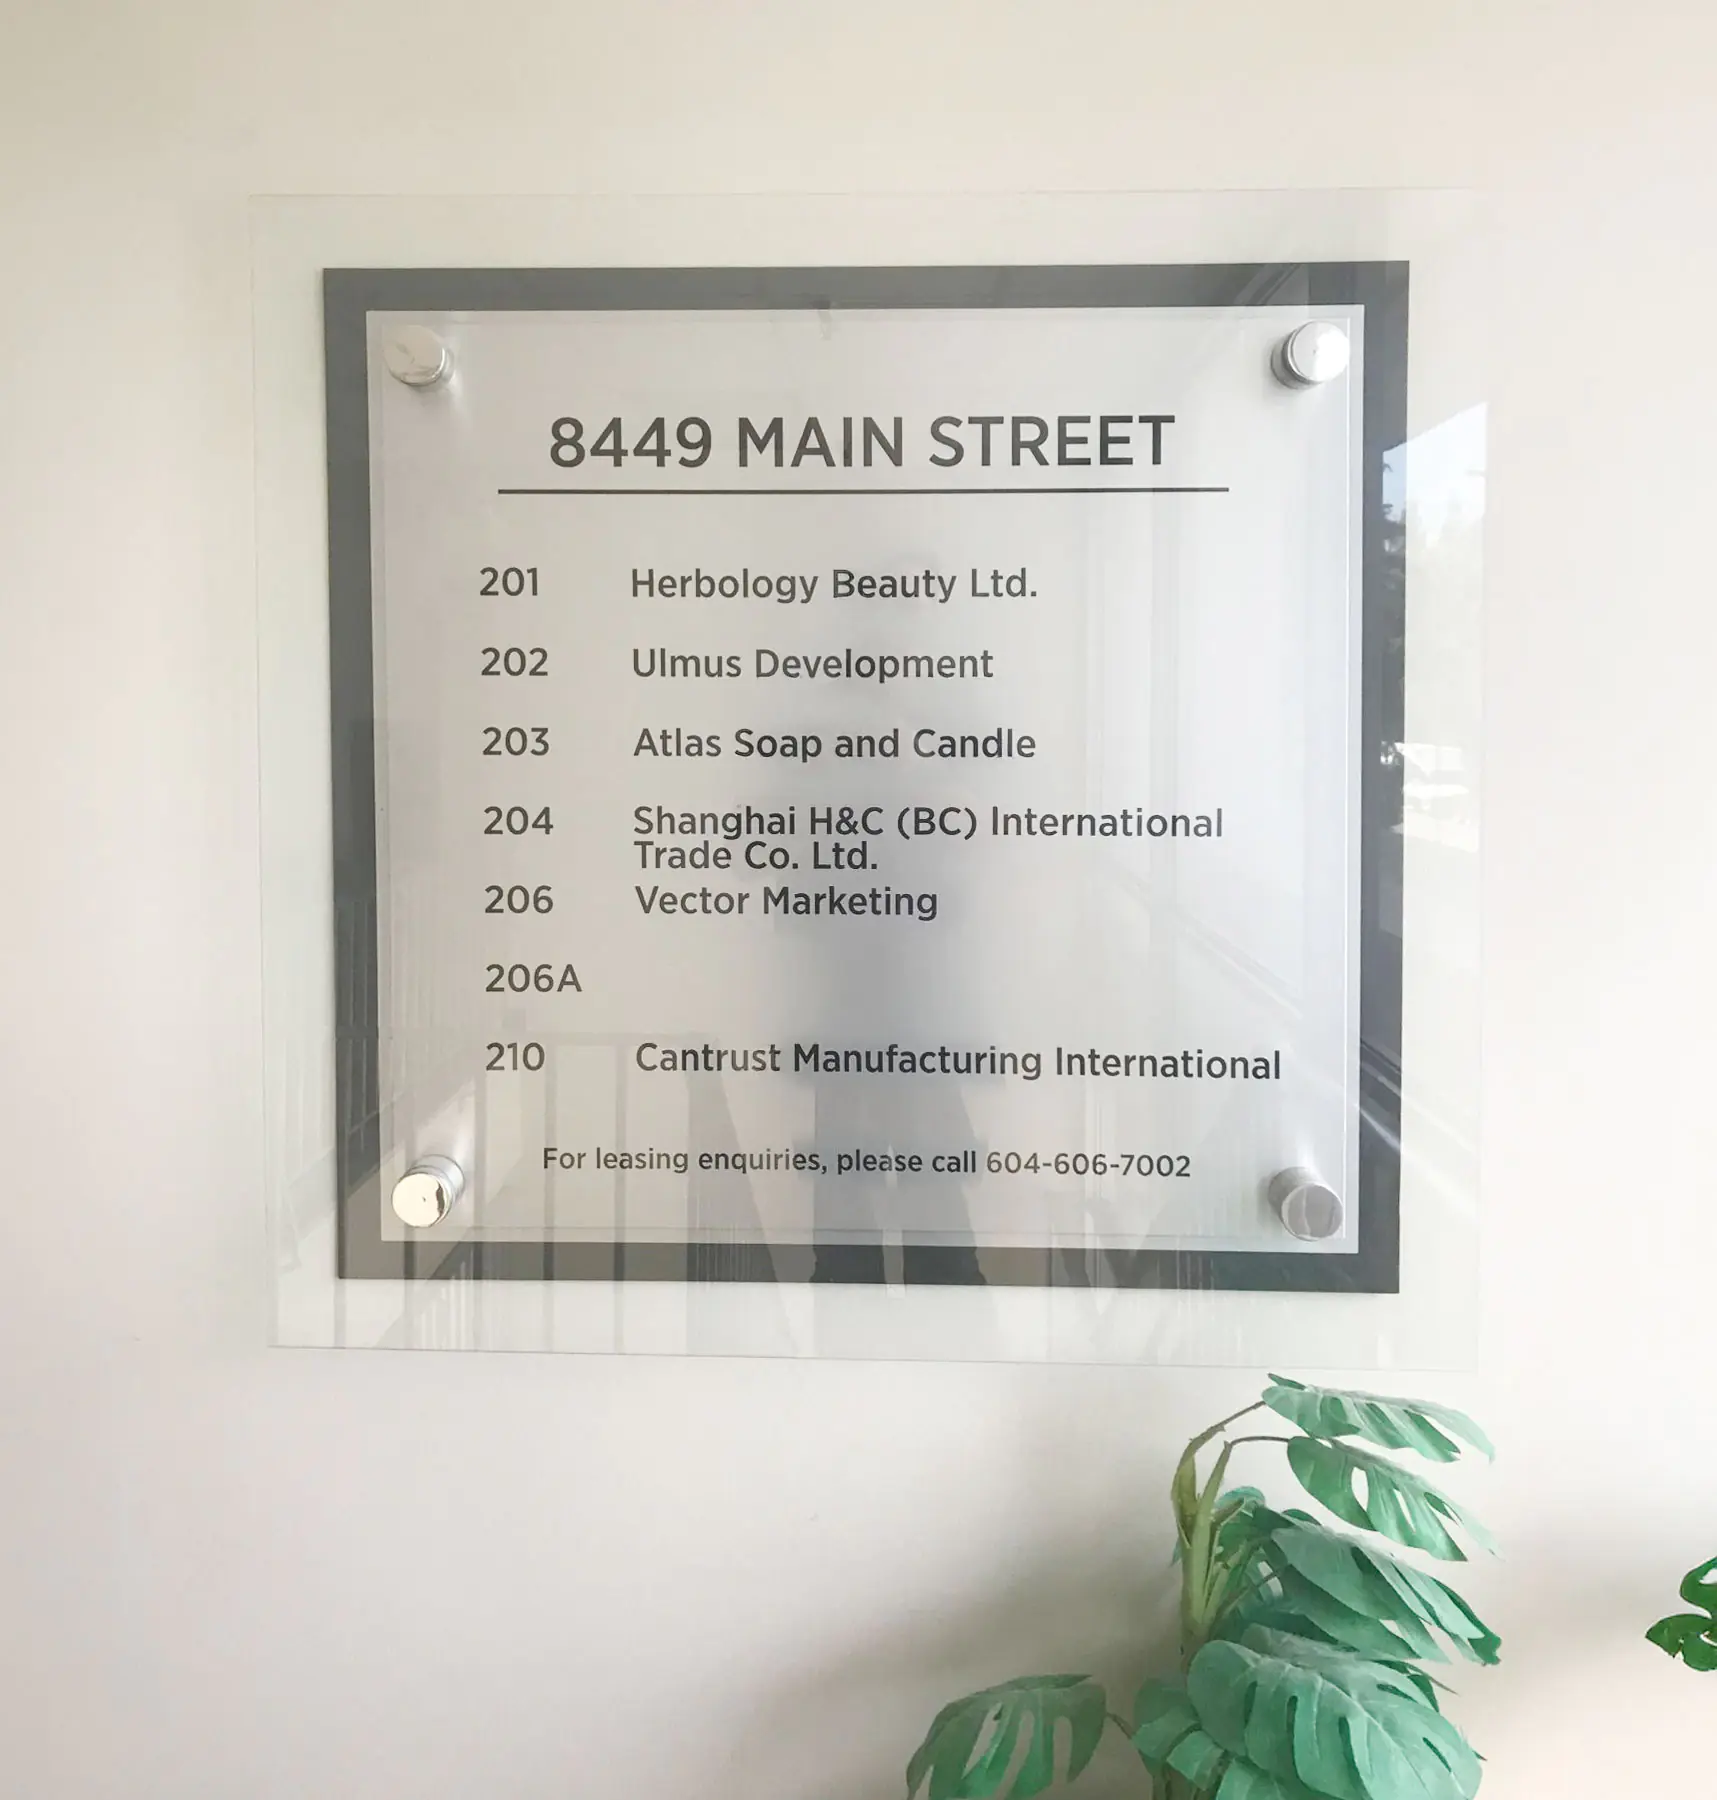 8449 MAIN STREET
201 Herbology Beauty Ltd.
202 Ulmus Development
203 Atlas Soap and Candle
204 Shanghai H&C (BC) International
Trade Co. Ltd.
206 Vector Marketing
206A
210 Cantrust Manufacturing International
For leasing enquiries, please call 604-606-7002